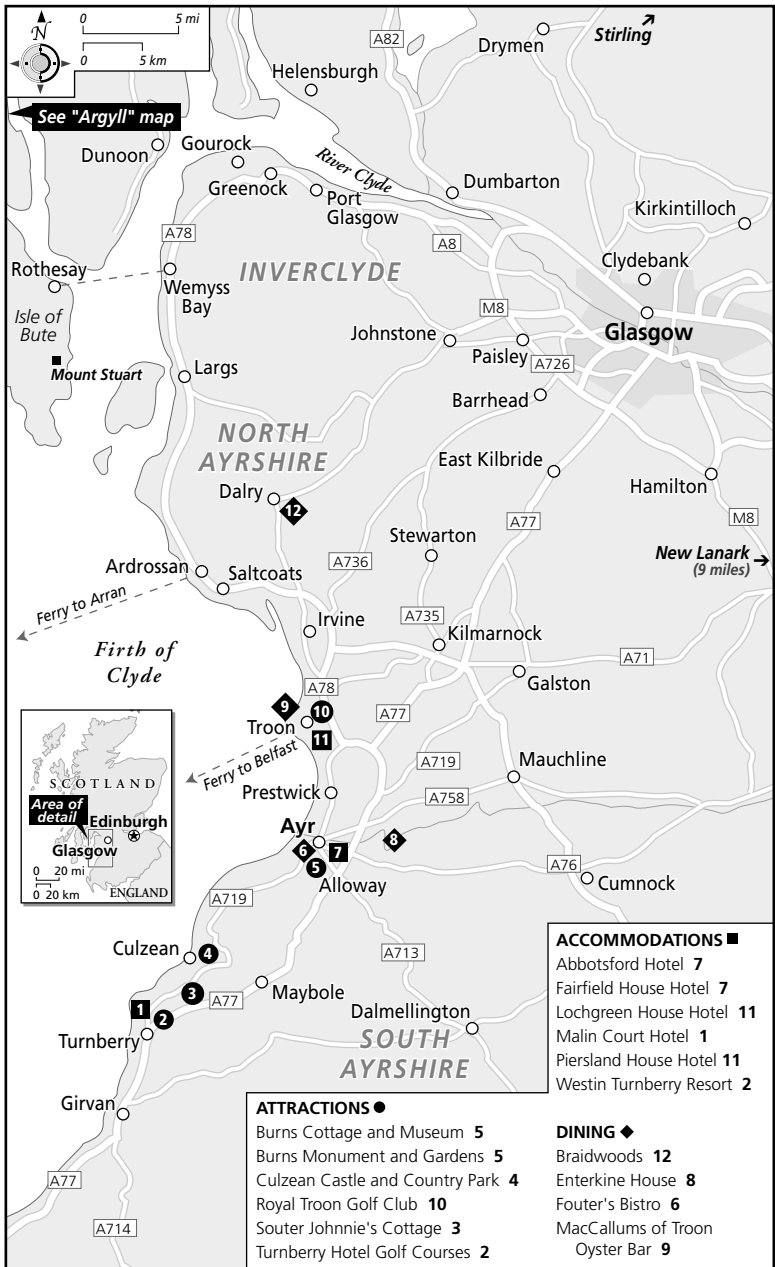 N
0 5 mi
0 5 km
See "Argyll" map
A82
Drymen
Stirling
Helensburgh
Dunoon
Gourock
Greenock
River Clyde
Port
Glasgow
Dumbarton
Kirkintilloch
A78
A8
Clydebank
Rothesay
Wemyss
Bay
INVERCLYDE
Isle of
Bute
Mount Stuart
M8
Johnstone
Paisley
Glasgow
A726
Largs
Barrhead
NORTH
AYRSHIRE
East Kilbride
Hamilton
Dalry
12
A77
M8
Stewarton
New Lanark
(9 miles)
A736
Ardrossan
Saltcoats
Ferry to Arran
A735
Irvine
Kilmarnock
Firth of
Clyde
A71
A78
Galston
9
10
Troon
11
A77
Ferry to Belfast
A719
Mauchline
Prestwick
A758
SCOTLAND
Area of
detail
Edinburgh
Glasgow
0 20 mi
0 20 km
ENGLAND
Ayr
6
7
8
5
Alloway
A76
Cumnock
A719
Culzean
4
A713
3
A77
Maybole
1
2
Turnberry
Dalmellington
SOUTH
AYRSHIRE
Girvan
A77
A714
ATTRACTIONS
Burns Cottage and Museum 5
Burns Monument and Gardens 5
Culzean Castle and Country Park 4
Royal Troon Golf Club 10
Souter Johnnie's Cottage 3
Turnberry Hotel Golf Courses 2
ACCOMMODATIONS
Abbotsford Hotel 7
Fairfield House Hotel 7
Lochgreen House Hotel 11
Malin Court Hotel 1
Piersland House Hotel 11
Westin Turnberry Resort 2
DINING
Braidwoods 12
Enterkine House 8
Fouter's Bistro 6
MacCallums of Troon
Oyster Bar 9